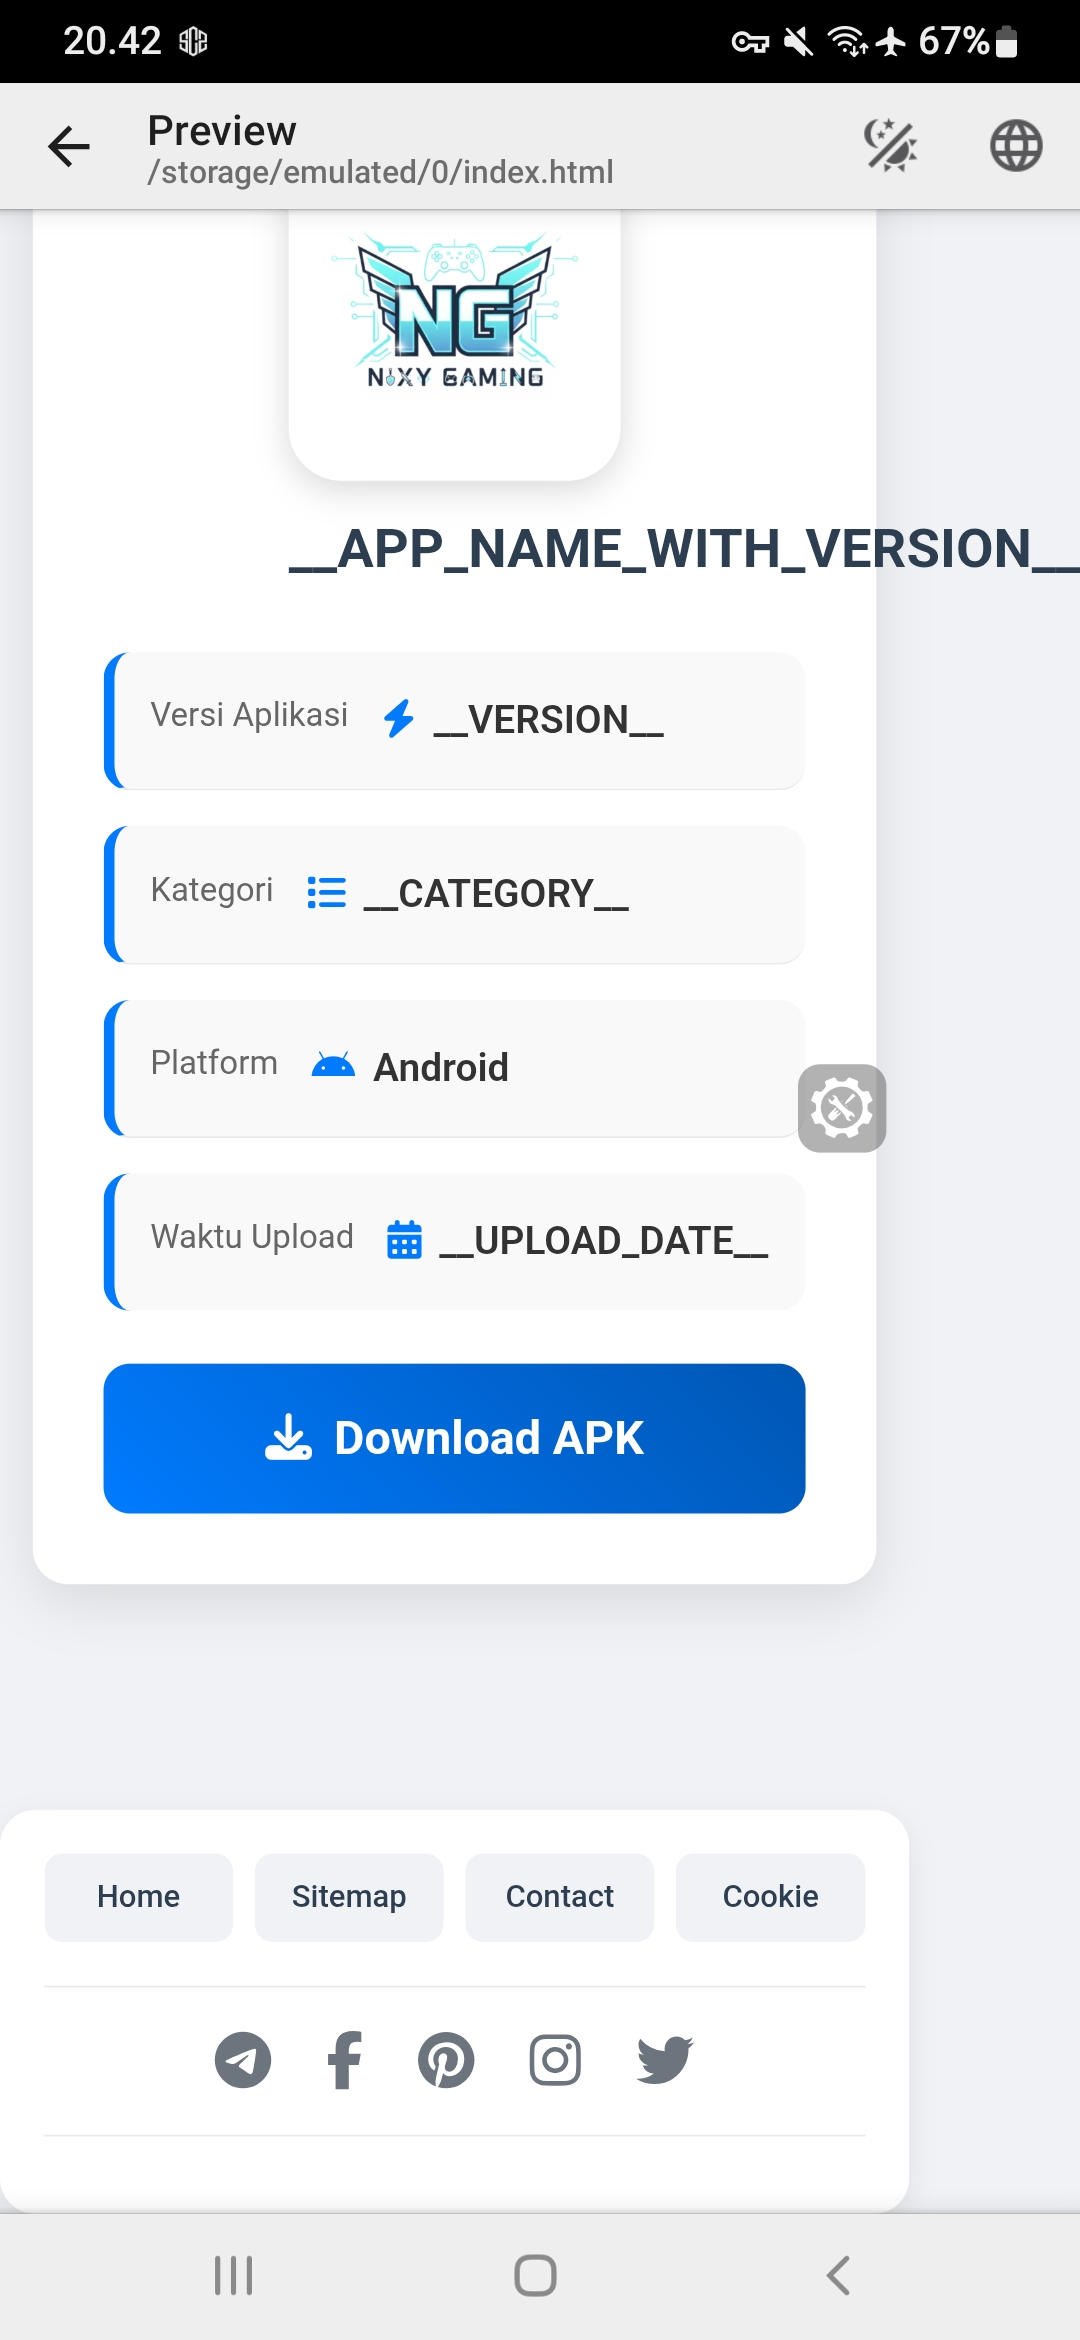 20.42
67%
Preview
/storage/emulated/0/index.html
NG
NIXY GAMING
__APP_NAME_WITH_VERSION__
Versi Aplikasi __VERSION__
Kategori __CATEGORY__
Platform Android
Waktu Upload __UPLOAD_DATE__
Download APK
Home Sitemap Contact Cookie